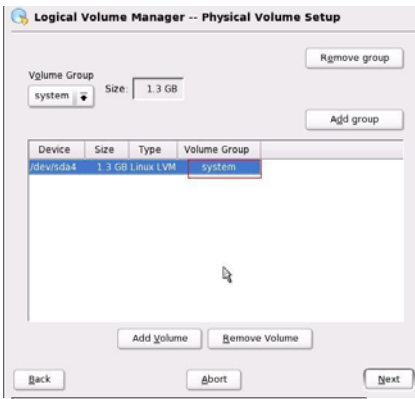 Logical Volume Manager -- Physical Volume Setup
Remove group
Volume Group
system
Size: 1.3 GB
Add group
Device Size Type Volume Group
/dev/sda4 1.3 GB Linux LVM system
Add Volume Remove Volume
Back Abort Next